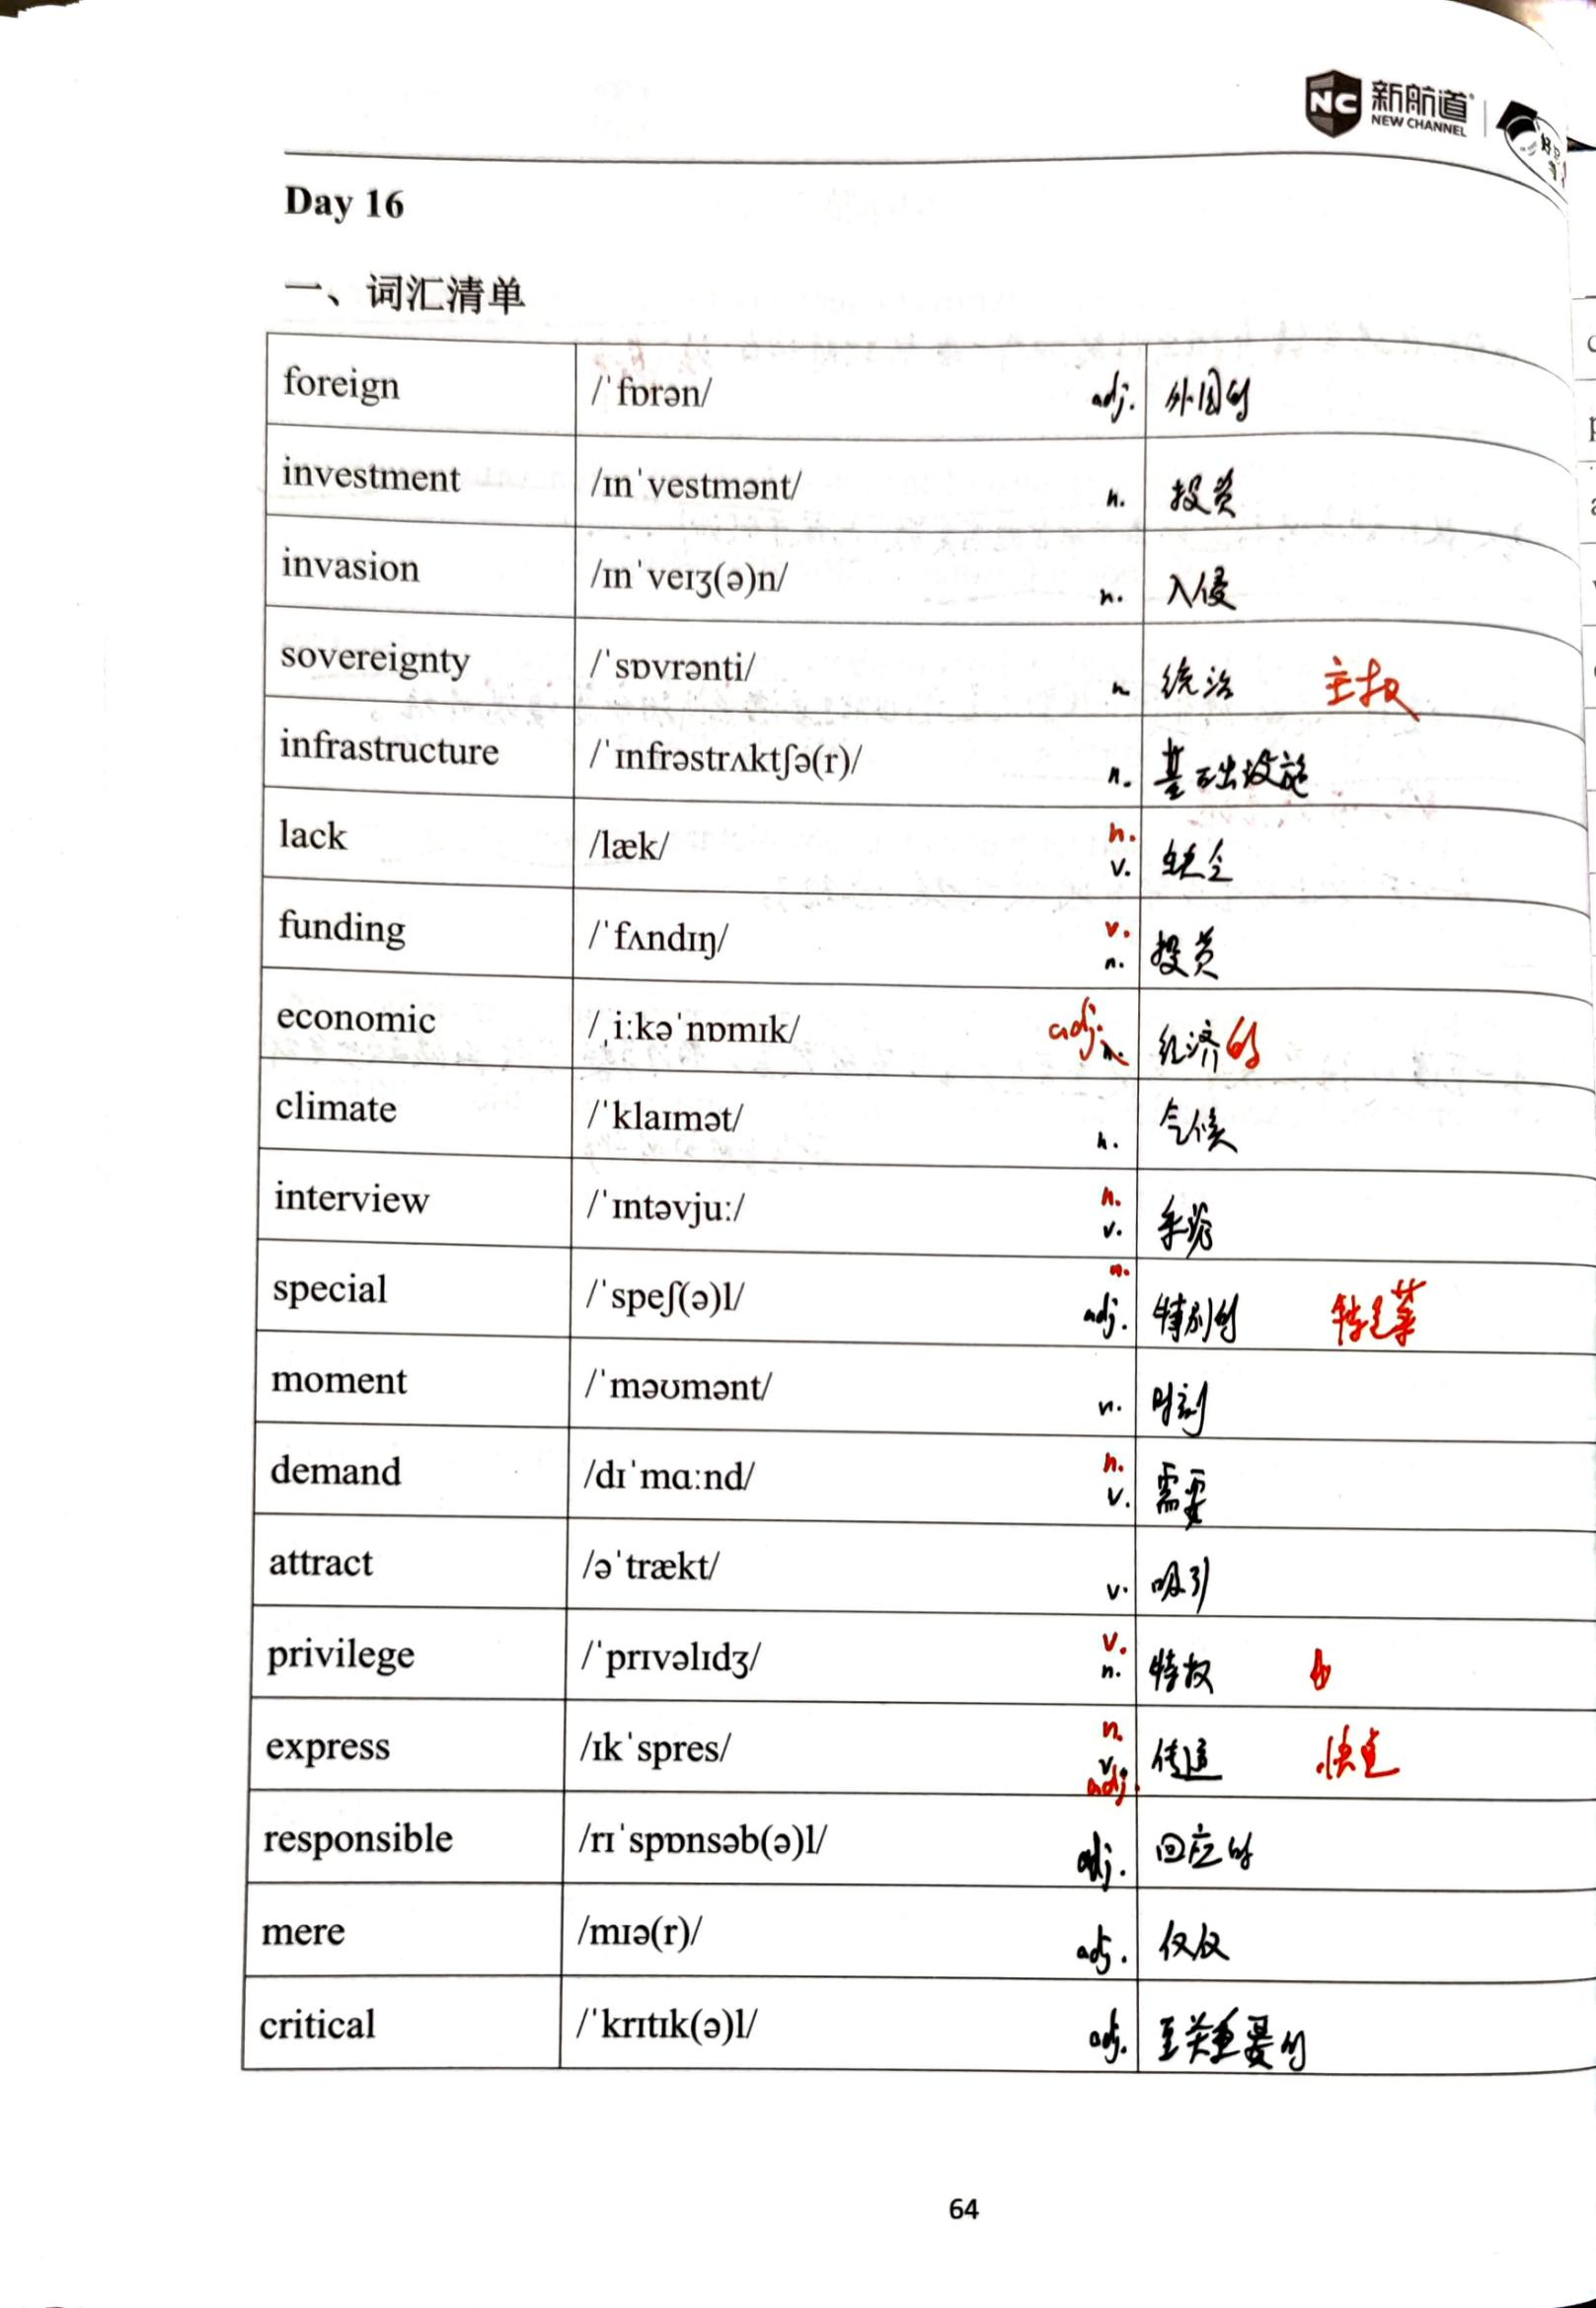 NC 新航道 NEW CHANNEL
Day 16
一、词汇清单
foreign /ˈfɒrən/ adj. 外国的
investment /ɪnˈvestmənt/ n. 投资
invasion /ɪnˈveɪʒ(ə)n/ n. 入侵
sovereignty /ˈsɒvrənti/ n 统治 主权
infrastructure /ˈɪnfrəstrʌktʃə(r)/ n. 基础设施
lack /læk/ n. v. 缺乏
funding /ˈfʌndɪŋ/ v. n. 投资
economic /ˌiːkəˈnɒmɪk/ adj. n. 经济的
climate /ˈklaɪmət/ n. 气候
interview /ˈɪntəvjuː/ n. v.
special /ˈspeʃ(ə)l/ n. adj. 特别的 特色菜
moment /ˈməʊmənt/ n. 时刻
demand /dɪˈmɑːnd/ n. v. 需要
attract /əˈtrækt/ v. 吸引
privilege /ˈprɪvəlɪdʒ/ v. n. 特权
express /ɪkˈspres/ n. v. adj. 传递 快速
responsible /rɪˈspɒnsəb(ə)l/ adj. 回应的
mere /mɪə(r)/ adj. 仅仅
critical /ˈkrɪtɪk(ə)l/ adj. 至关重要的
64